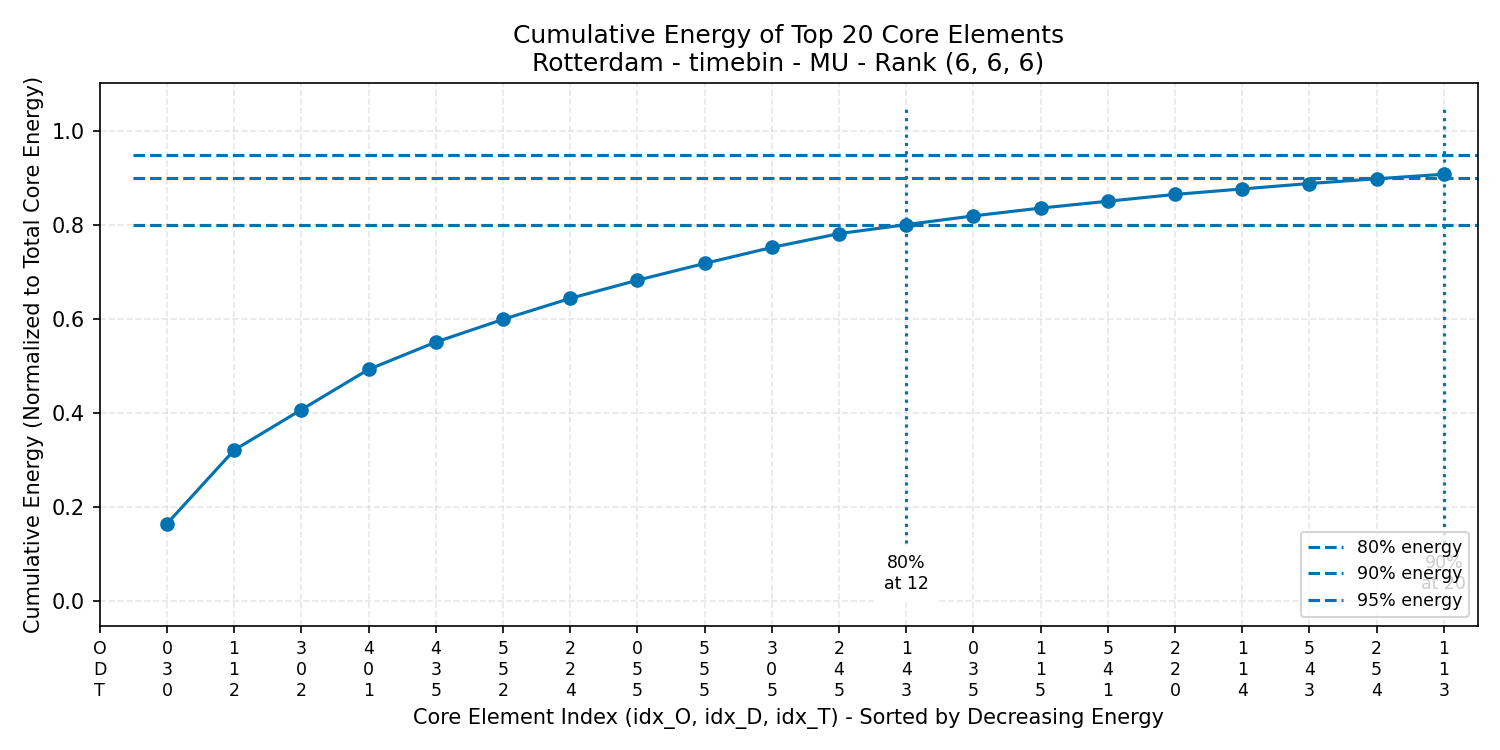 Cumulative Energy of Top 20 Core Elements
Rotterdam - timebin - MU - Rank (6, 6, 6)
Cumulative Energy (Normalized to Total Core Energy)
1.0
0.8
0.6
0.4
0.2
0.0
80%
at 12
90%
at 20
80% energy
90% energy
95% energy
O 0 1 3 4 4 5 2 0 5 3 2 1 0 1 5 2 1 5 2 1
D 3 1 0 0 3 5 2 5 5 0 4 4 3 1 4 2 1 4 5 1
T 0 2 2 1 5 2 4 5 5 5 5 3 5 5 1 0 4 3 4 3
Core Element Index (idx_O, idx_D, idx_T) - Sorted by Decreasing Energy